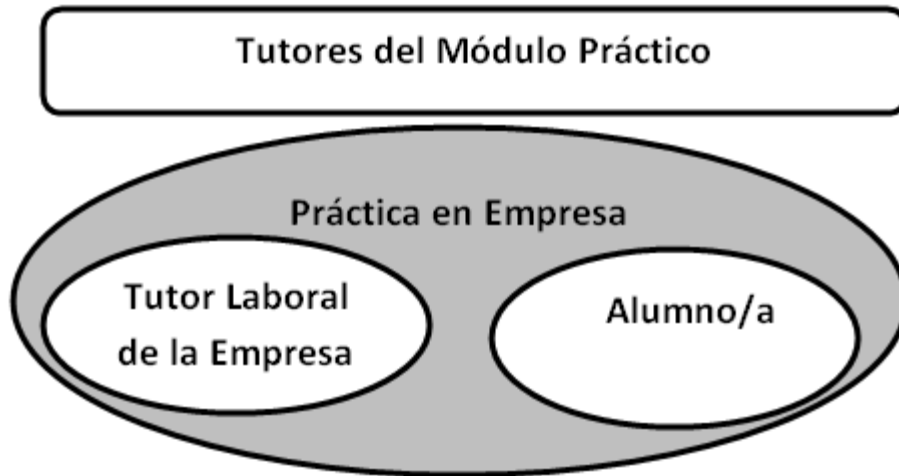 Tutores del Módulo Práctico
Práctica en Empresa
Tutor Laboral
de la Empresa
Alumno/a